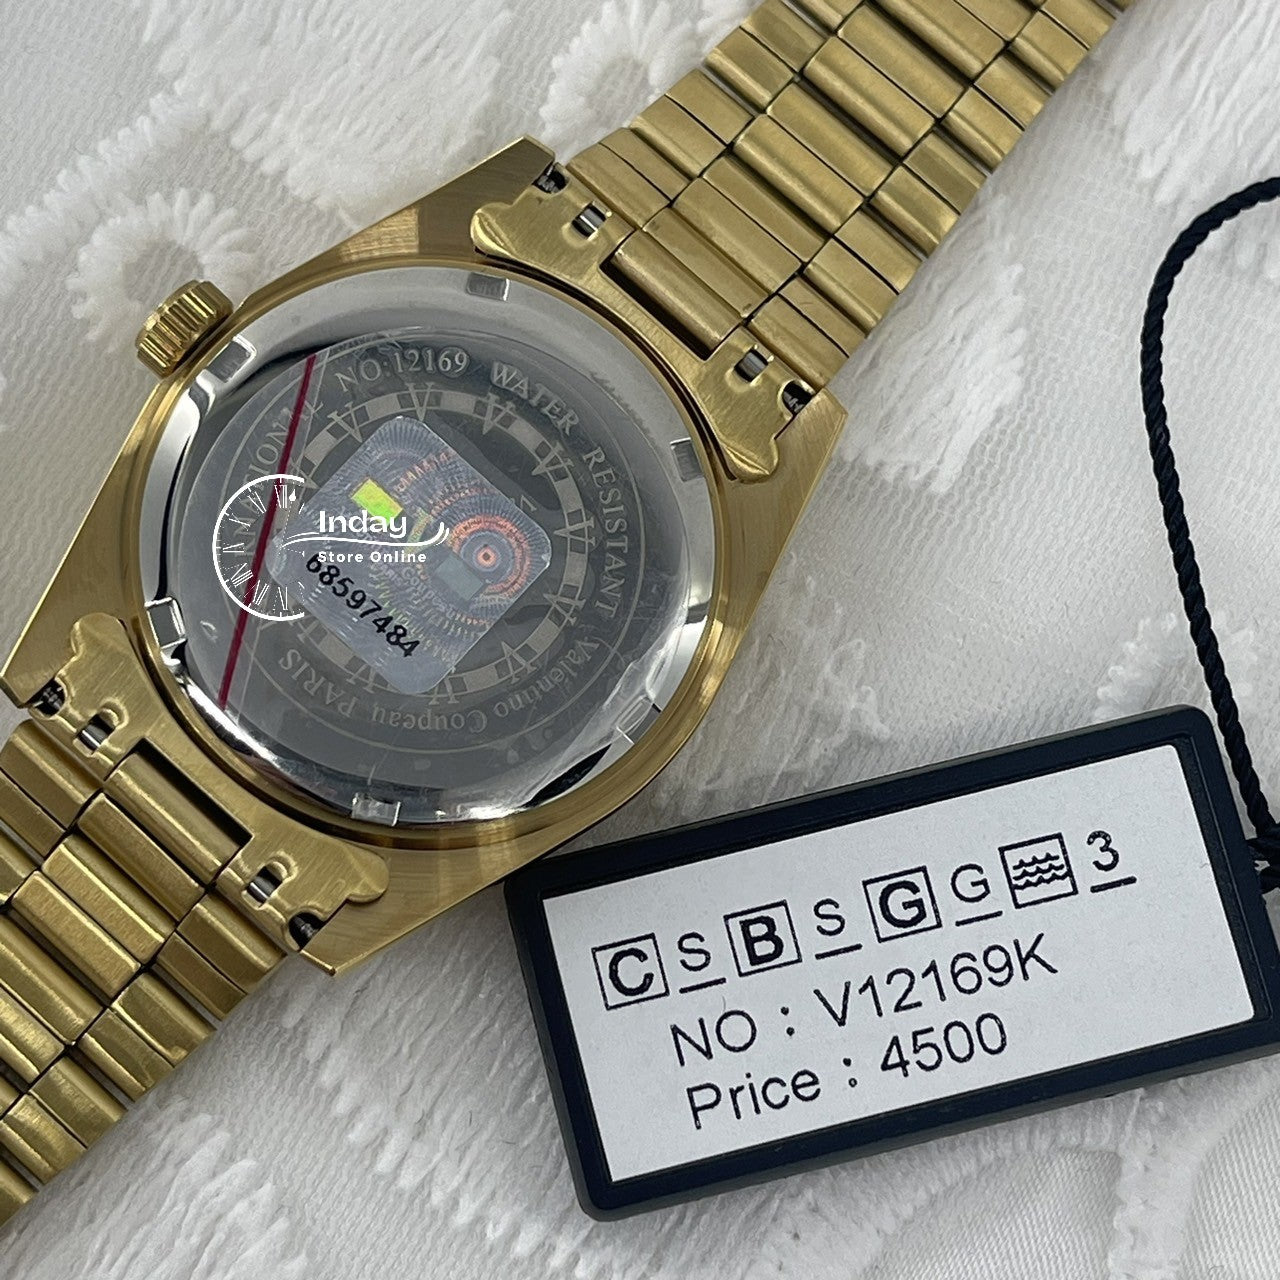 NO:12169 WATER RESISTANT Valentino Coupeau PARIS
Inday
Store Online
68597484
C S B S G G 3
NO : V12169K
Price : 4500